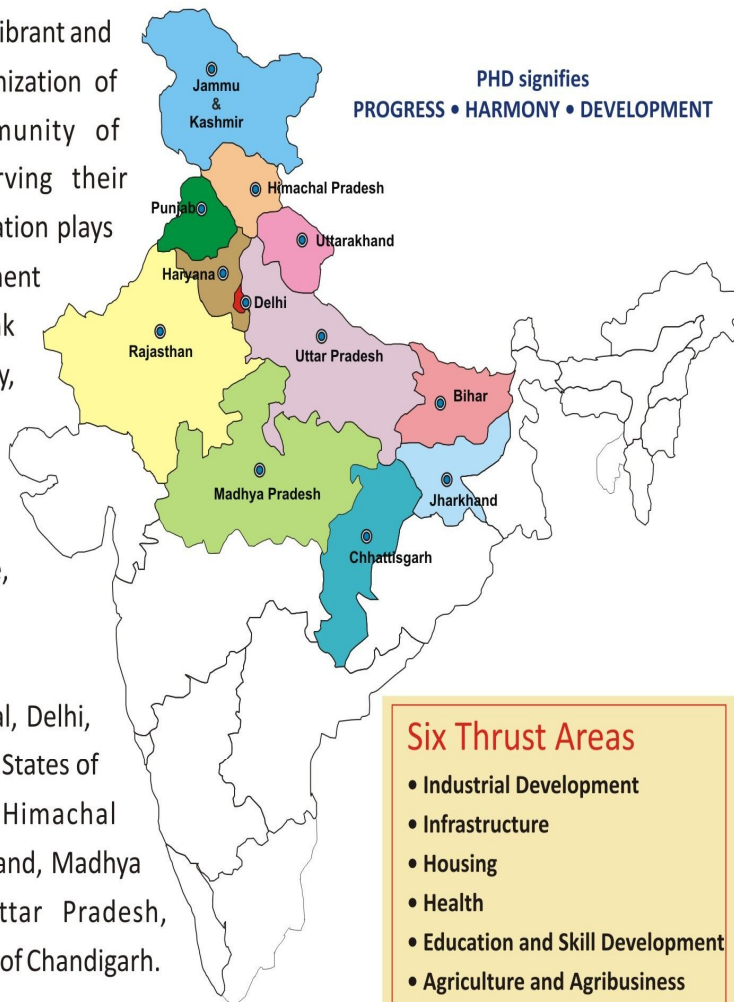 ibrant and
nization of
munity of
rving their
ation plays
nent
nk
y,
e,
al, Delhi,
States of
Himachal
and, Madhya
ttar Pradesh,
of Chandigarh.
PHD signifies
PROGRESS • HARMONY • DEVELOPMENT
Jammu
&
Kashmir
Himachal Pradesh
Punjab
Uttarakhand
Haryana
Delhi
Rajasthan
Uttar Pradesh
Bihar
Madhya Pradesh
Jharkhand
Chhattisgarh
Six Thrust Areas
• Industrial Development
• Infrastructure
• Housing
• Health
• Education and Skill Development
• Agriculture and Agribusiness